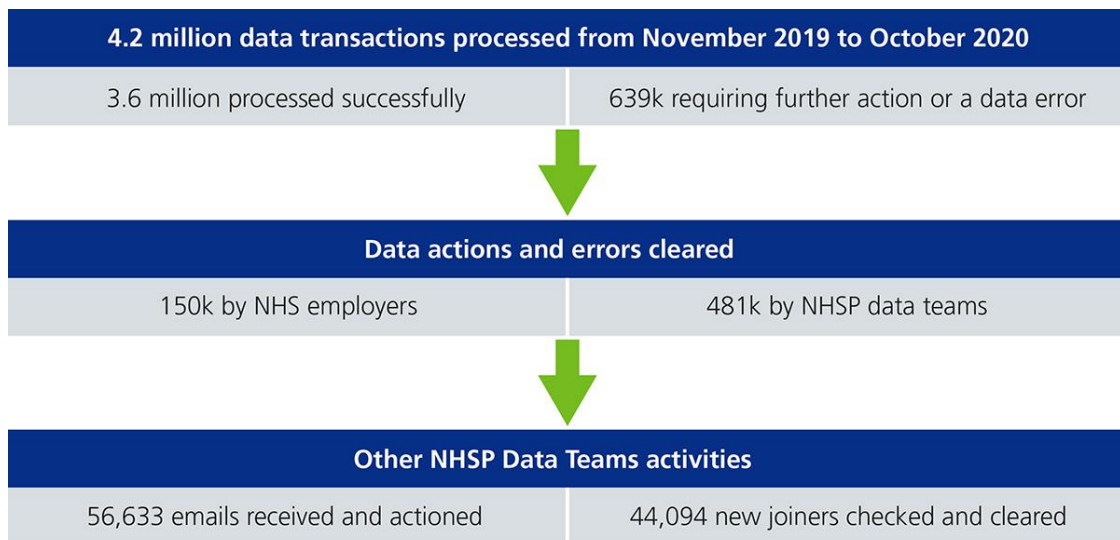 4.2 million data transactions processed from November 2019 to October 2020
3.6 million processed successfully
639k requiring further action or a data error
Data actions and errors cleared
150k by NHS employers
481k by NHSP data teams
Other NHSP Data Teams activities
56,633 emails received and actioned
44,094 new joiners checked and cleared